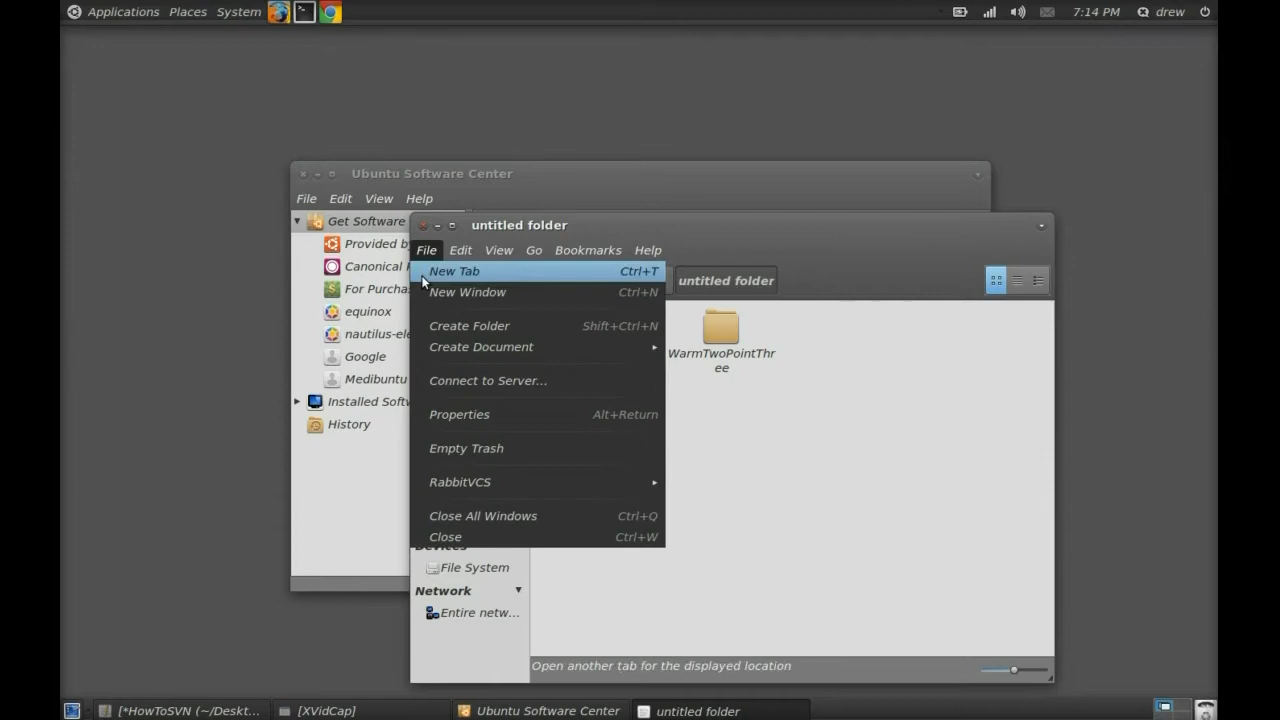 Applications Places System
7:14 PM drew
Ubuntu Software Center
File Edit View Help
Get Software
Provided b
Canonical
For Purcha
equinox
nautilus-el
Google
Medibuntu
Installed Softw
History
untitled folder
File Edit View Go Bookmarks Help
New Tab Ctrl+T
New Window Ctrl+N
Create Folder Shift+Ctrl+N
Create Document
Connect to Server...
Properties Alt+Return
Empty Trash
RabbitVCS
Close All Windows Ctrl+Q
Close Ctrl+W
untitled folder
WarmTwoPointThr
ee
Devices
File System
Network
Entire netw...
Open another tab for the displayed location
[*HowToSVN (~/Deskt... [XVidCap] Ubuntu Software Center untitled folder